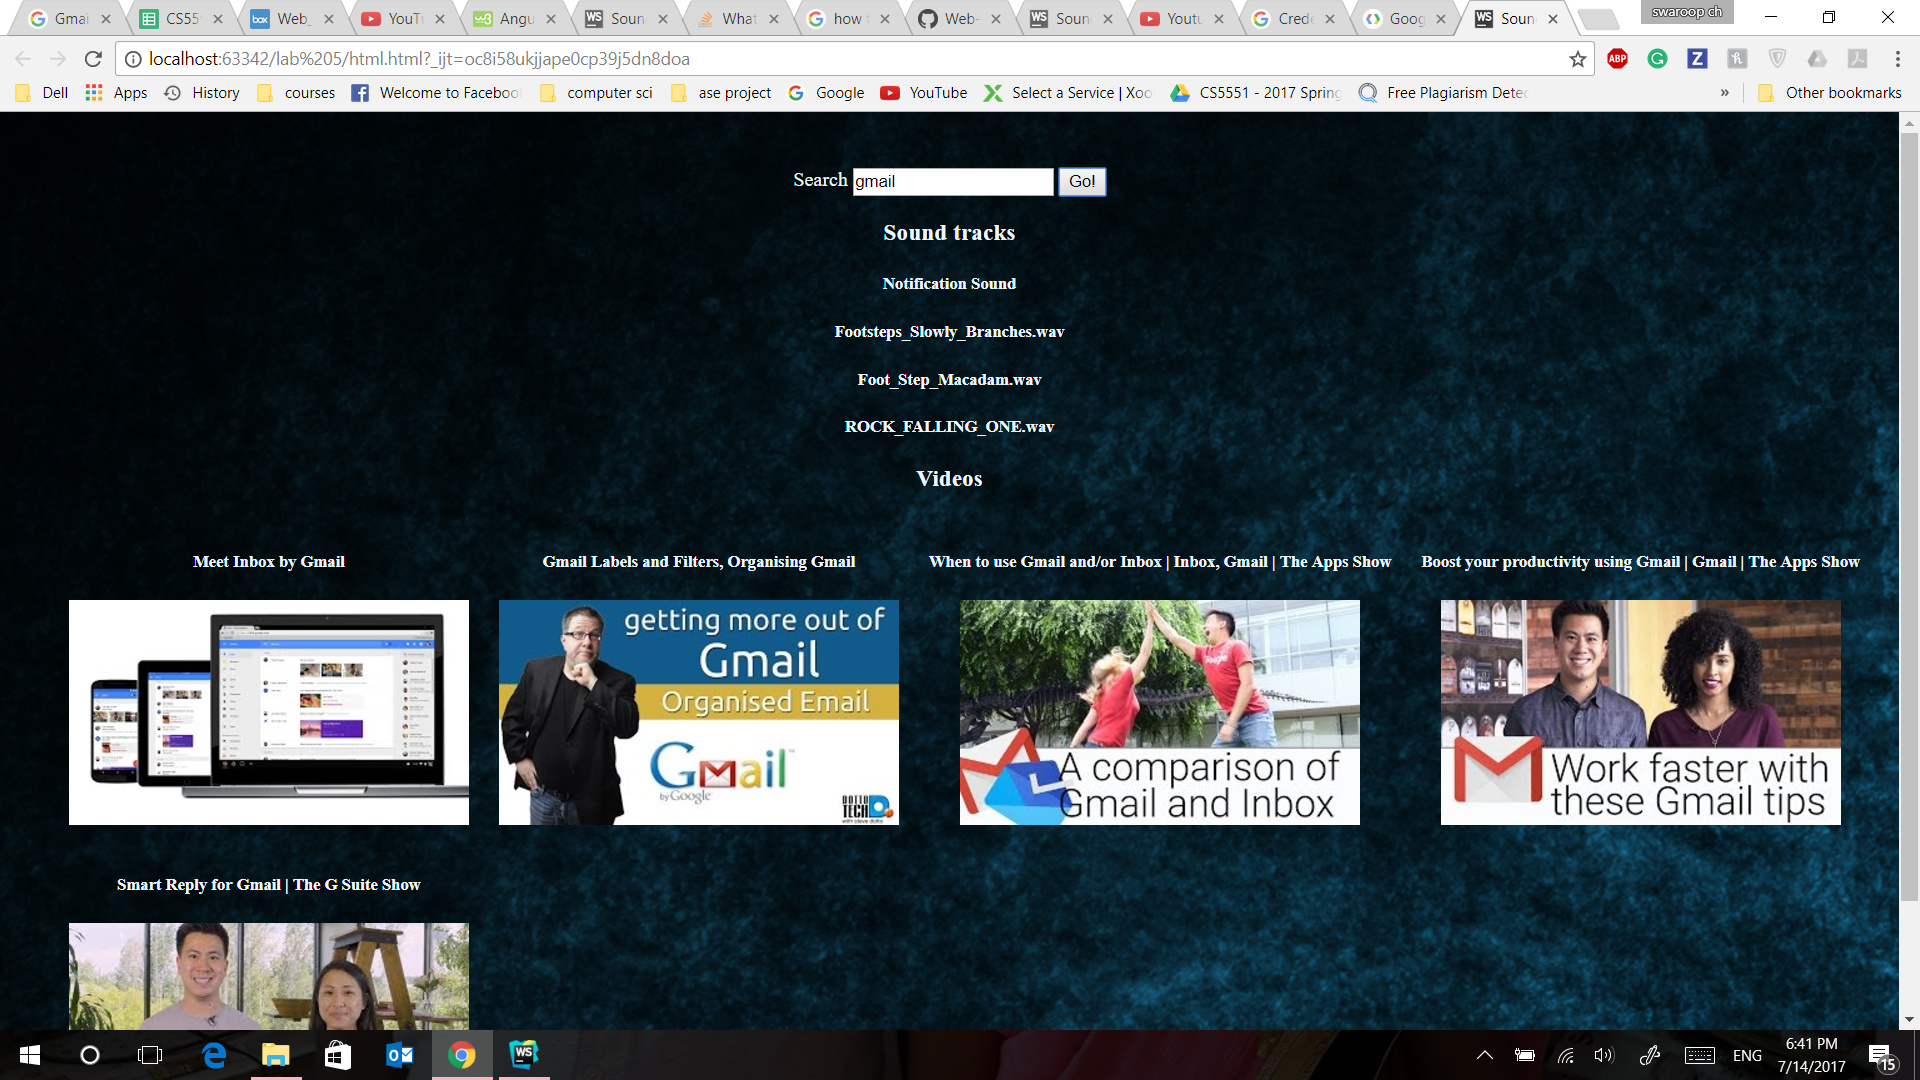 swaroop ch
Gmai
CS55
Web_
YouTu
Angu
Soun
What
how t
Web-
Soun
Youtu
Crede
Goog
Soun
localhost:63342/lab%205/html.html?_ijt=oc8i58ukjjape0cp39j5dn8doa
Dell
Apps
History
courses
Welcome to Faceboo
computer sci
ase project
Google
YouTube
Select a Service | Xoo
CS5551 - 2017 Spring
Free Plagiarism Detec
»
Other bookmarks
Search gmail Go!
Sound tracks
Notification Sound
Footsteps_Slowly_Branches.wav
Foot_Step_Macadam.wav
ROCK_FALLING_ONE.wav
Videos
Meet Inbox by Gmail
Gmail Labels and Filters, Organising Gmail
When to use Gmail and/or Inbox | Inbox, Gmail | The Apps Show
Boost your productivity using Gmail | Gmail | The Apps Show
getting more out of
Gmail
Organised Email
Gmail™
by Google
DOTTO
TECH
A comparison of
Gmail and Inbox
Work faster with
these Gmail tips
Smart Reply for Gmail | The G Suite Show
ENG
6:41 PM
7/14/2017
15